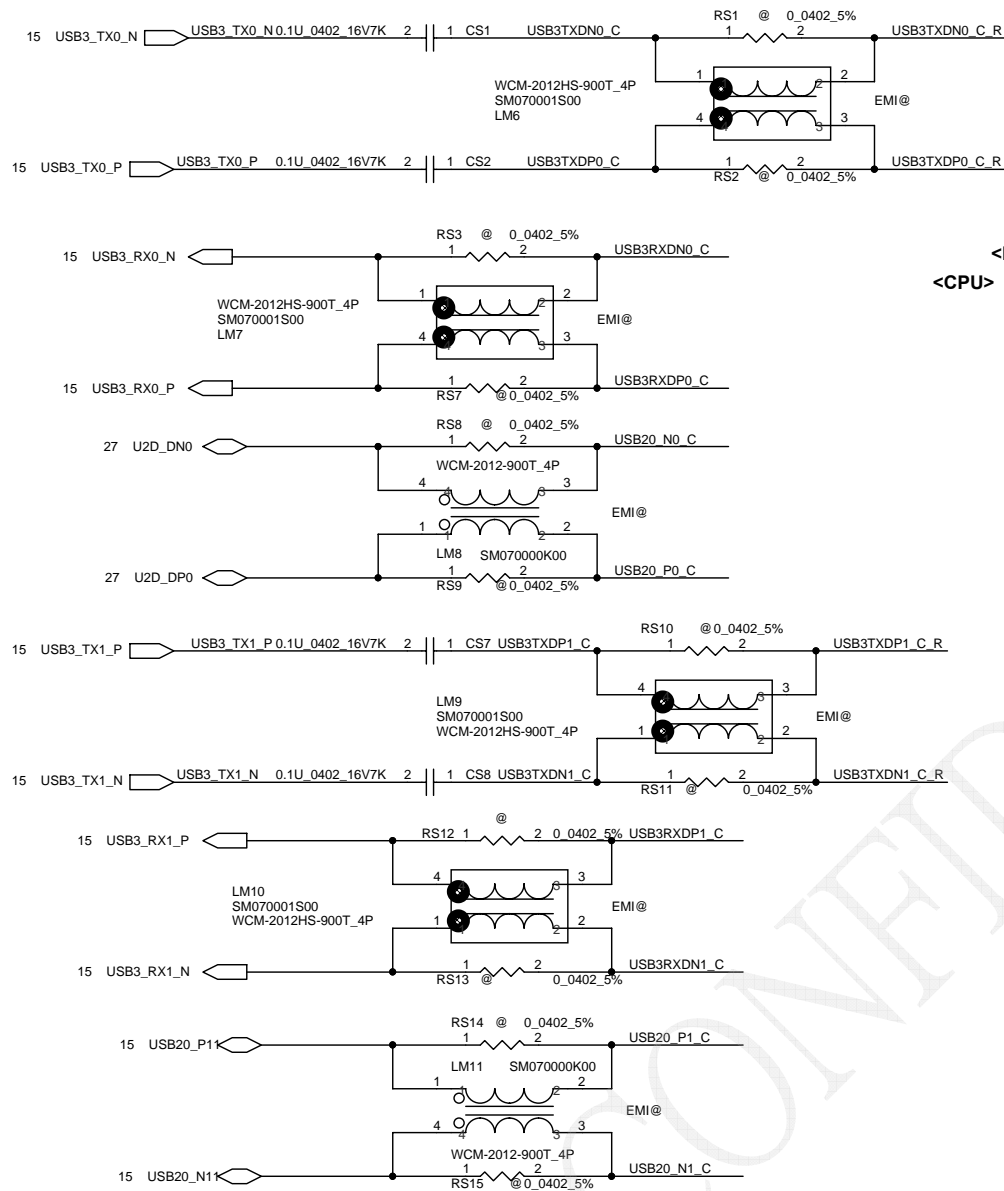 RS1 @ 0_0402_5%
15 USB3_TX0_N USB3_TX0_N 0.1U_0402_16V7K 2 1 CS1 USB3TXDN0_C 1 2 USB3TXDN0_C_R
1 2 2
WCM-2012HS-900T_4P
SM070001S00
LM6
EMI@
4 3 3
15 USB3_TX0_P USB3_TX0_P 0.1U_0402_16V7K 2 1 CS2 USB3TXDP0_C 1 2 USB3TXDP0_C_R
RS2 @ 0_0402_5%
RS3 @ 0_0402_5%
15 USB3_RX0_N 1 2 USB3RXDN0_C
<CPU>
1 2 2
WCM-2012HS-900T_4P
SM070001S00
LM7
EMI@
4 3 3
15 USB3_RX0_P 1 2 USB3RXDP0_C
RS7 @ 0_0402_5%
RS8 @ 0_0402_5%
27 U2D_DN0 1 2 USB20_N0_C
WCM-2012-900T_4P
4 4 3 3
EMI@
1 1 2 2
LM8 SM070000K00
27 U2D_DP0 1 2 USB20_P0_C
RS9 @ 0_0402_5%
RS10 @ 0_0402_5%
15 USB3_TX1_P USB3_TX1_P 0.1U_0402_16V7K 2 1 CS7 USB3TXDP1_C 1 2 USB3TXDP1_C_R
4 3 3
LM9
SM070001S00
WCM-2012HS-900T_4P
EMI@
1 2 2
15 USB3_TX1_N USB3_TX1_N 0.1U_0402_16V7K 2 1 CS8 USB3TXDN1_C 1 2 USB3TXDN1_C_R
RS11 @ 0_0402_5%
@
15 USB3_RX1_P RS12 1 2 0_0402_5% USB3RXDP1_C
4 3 3
LM10
SM070001S00
WCM-2012HS-900T_4P
EMI@
1 2 2
15 USB3_RX1_N 1 2 USB3RXDN1_C
RS13 @ 0_0402_5%
RS14 @ 0_0402_5%
15 USB20_P11 1 2 USB20_P1_C
LM11 SM070000K00
1 1 2 2
EMI@
4 4 3 3
WCM-2012-900T_4P
15 USB20_N11 1 2 USB20_N1_C
RS15 @ 0_0402_5%